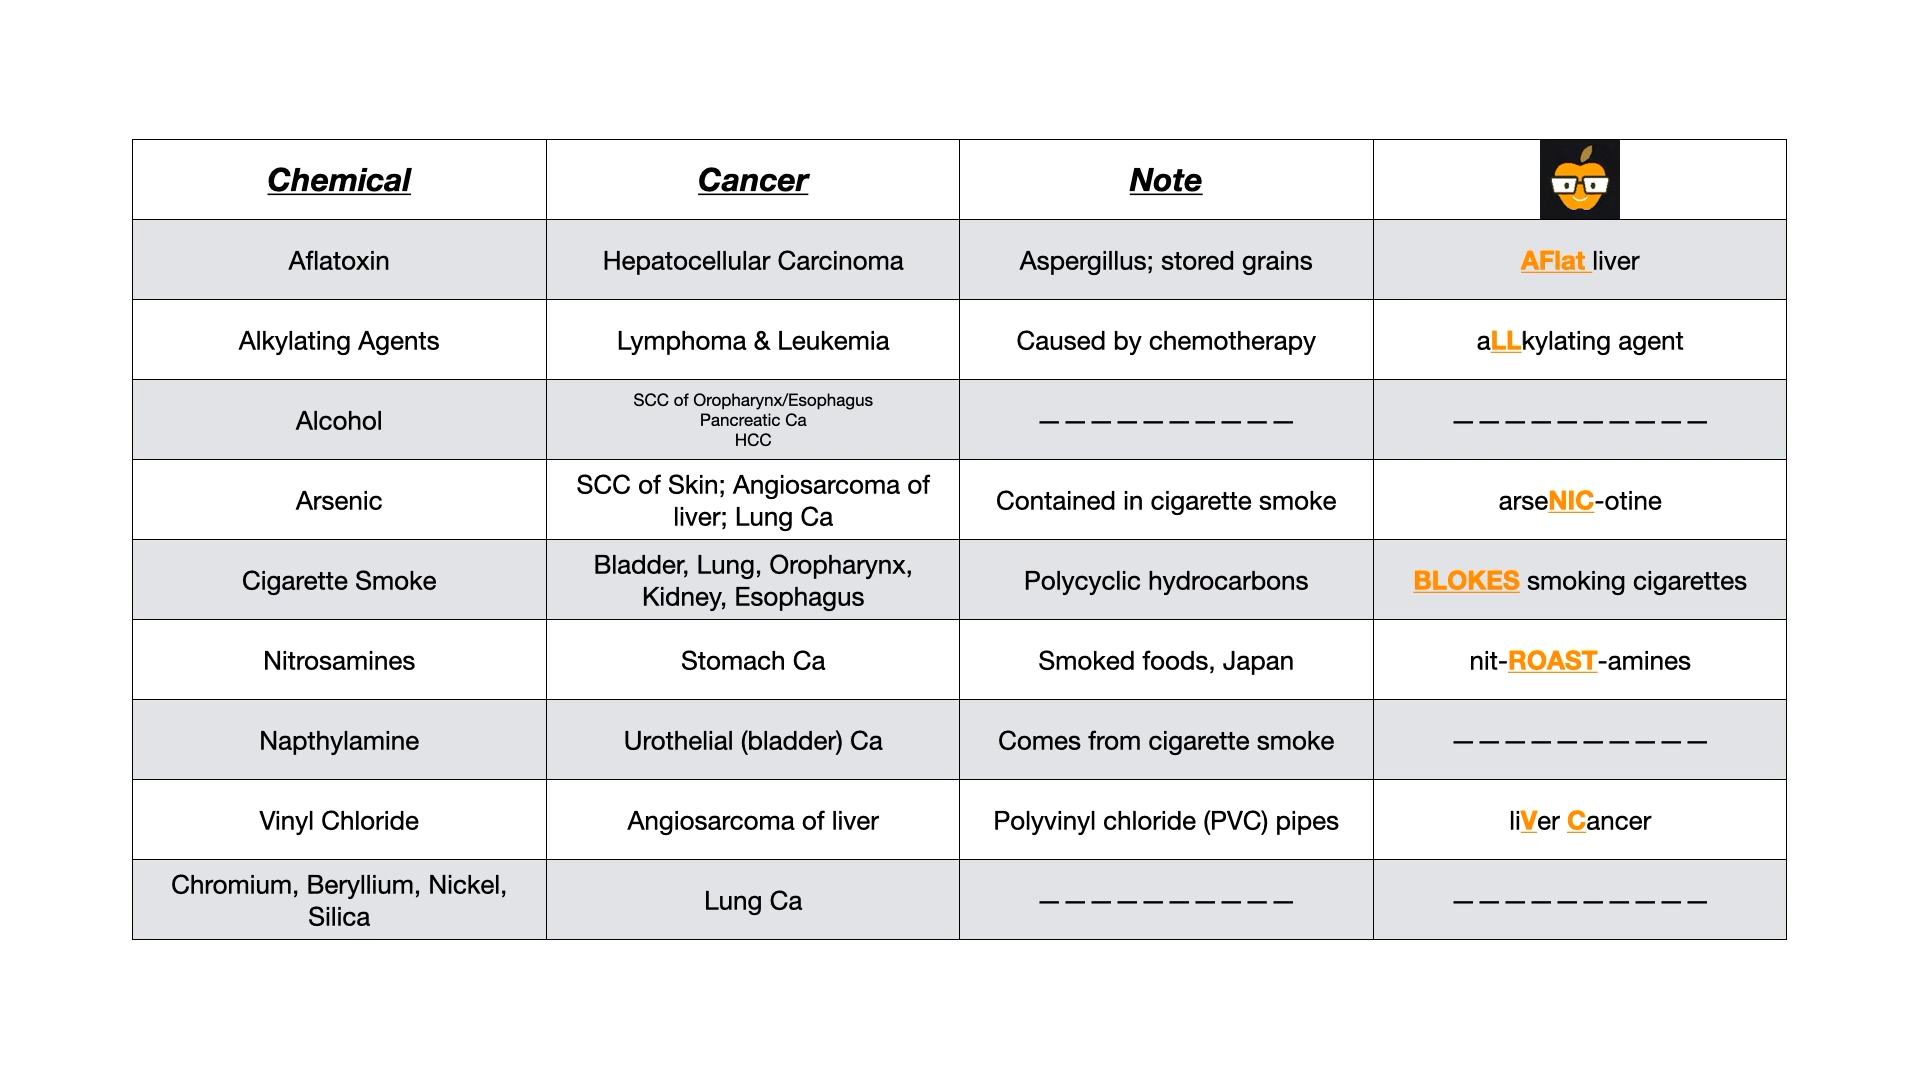 Chemical Cancer Note
Aflatoxin Hepatocellular Carcinoma Aspergillus; stored grains AFlat liver
Alkylating Agents Lymphoma & Leukemia Caused by chemotherapy aLLkylating agent
Alcohol
SCC of Oropharynx/Esophagus
Pancreatic Ca
HCC
— — — — — — — — — — — — — — — — — — — —
Arsenic
SCC of Skin; Angiosarcoma of
liver; Lung Ca
Contained in cigarette smoke arseNIC-otine
Cigarette Smoke
Bladder, Lung, Oropharynx,
Kidney, Esophagus
Polycyclic hydrocarbons BLOKES smoking cigarettes
Nitrosamines Stomach Ca Smoked foods, Japan nit-ROAST-amines
Napthylamine Urothelial (bladder) Ca Comes from cigarette smoke — — — — — — — — — —
Vinyl Chloride Angiosarcoma of liver Polyvinyl chloride (PVC) pipes liVer Cancer
Chromium, Beryllium, Nickel,
Silica
Lung Ca — — — — — — — — — — — — — — — — — — — —